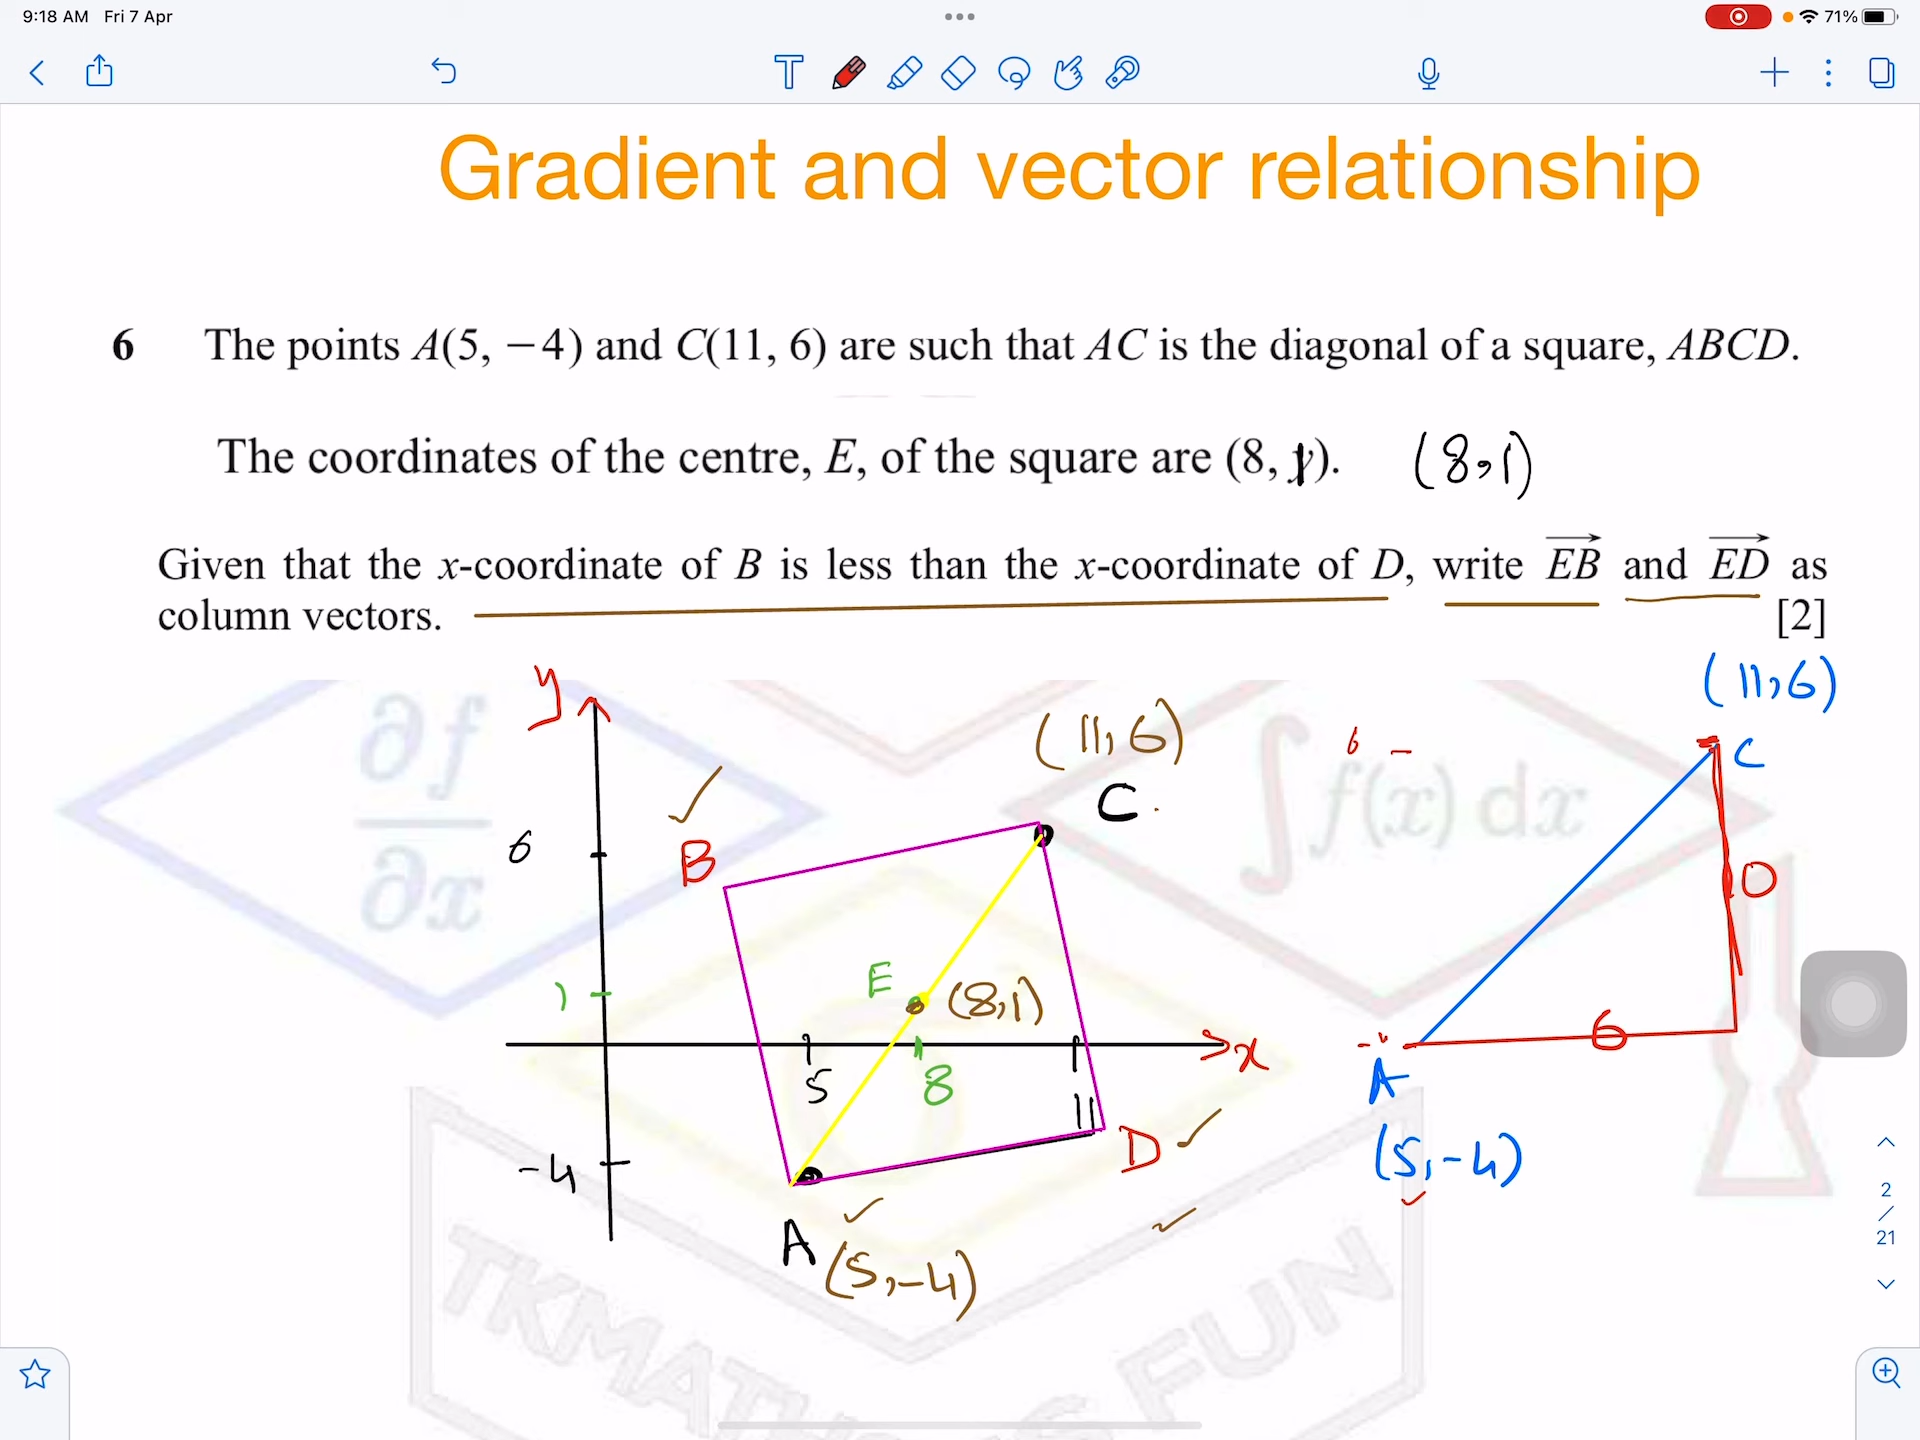 9:18 AM Fri 7 Apr
71%
Gradient and vector relationship
6 The points A(5, −4) and C(11, 6) are such that AC is the diagonal of a square, ABCD.
The coordinates of the centre, E, of the square are (8, 1). (8,1)
Given that the x-coordinate of B is less than the x-coordinate of D, write EB and ED as
column vectors. [2]
(11,6)
y
(11,6)
6 –
C
C
6
B
10
E
(8,1)
1
x
-4
6
5
8
11
A
D
(5,-4)
-4
A
(5,-4)
∂f
∂x
∫f(x) dx
TKMATHS FUN
2
/
21